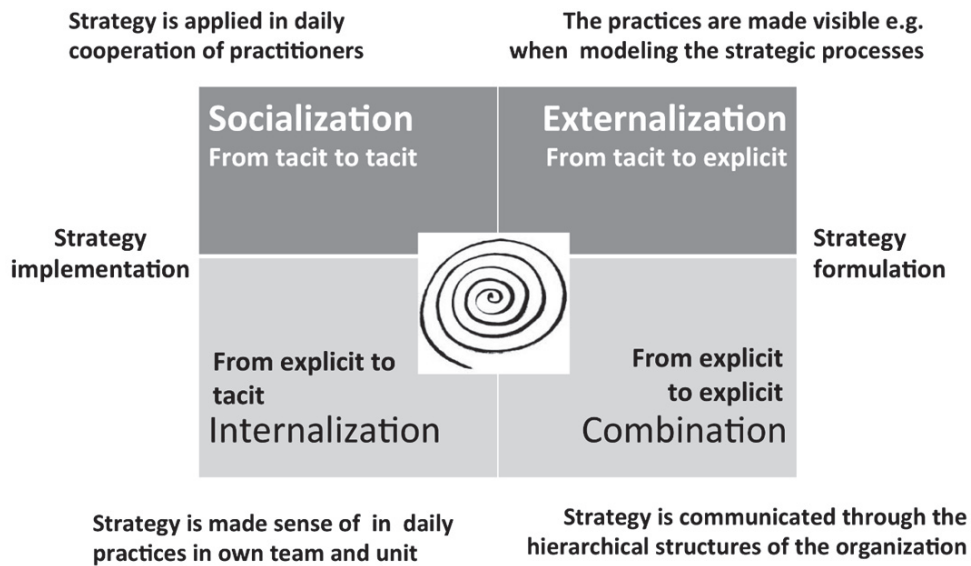 Strategy is applied in daily
cooperation of practitioners
The practices are made visible e.g.
when modeling the strategic processes
Socialization
From tacit to tacit
Externalization
From tacit to explicit
Strategy
implementation
Strategy
formulation
From explicit to
tacit
Internalization
From explicit
to explicit
Combination
Strategy is made sense of in daily
practices in own team and unit
Strategy is communicated through the
hierarchical structures of the organization